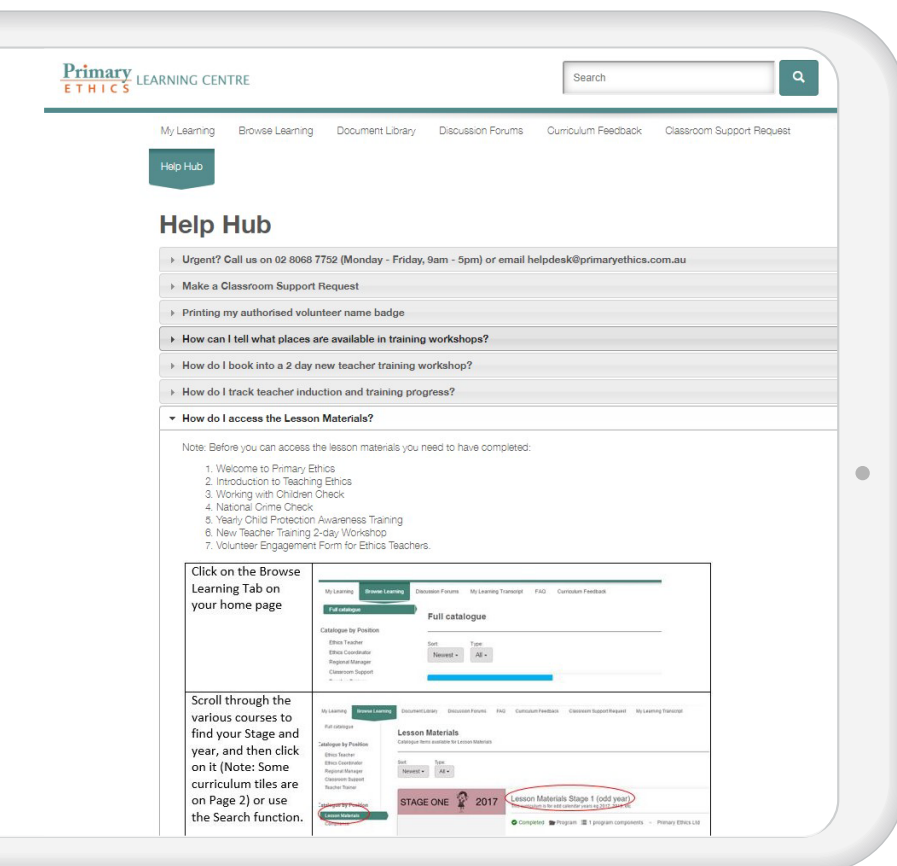 Primary
ETHICS
LEARNING CENTRE
Search
My Learning Browse Learning Document Library Discussion Forums Curriculum Feedback Classroom Support Request
Help Hub
Help Hub
Urgent? Call us on 02 8068 7752 (Monday - Friday, 9am - 5pm) or email helpdesk@primaryethics.com.au
Make a Classroom Support Request
Printing my authorised volunteer name badge
How can I tell what places are available in training workshops?
How do I book into a 2 day new teacher training workshop?
How do I track teacher induction and training progress?
How do I access the Lesson Materials?
Note: Before you can access the lesson materials you need to have completed:
1. Welcome to Primary Ethics
2. Introduction to Teaching Ethics
3. Working with Children Check
4. National Crime Check
5. Yearly Child Protection Awareness Training
6. New Teacher Training 2-day Workshop
7. Volunteer Engagement Form for Ethics Teachers.
Click on the Browse
Learning Tab on
your home page
My Learning Browse Learning Discussion Forums My Learning Transcript FAQ Curriculum Feedback
Full catalogue
Full catalogue
Catalogue by Position
Ethics Teacher
Ethics Coordinator
Regional Manager
Classroom Support
Sort: Type:
Newest All
Scroll through the
various courses to
find your Stage and
year, and then click
on it (Note: Some
curriculum tiles are
on Page 2) or use
the Search function.
My Learning Browse Learning Document Library Discussion Forums FAQ Curriculum Feedback Classroom Support Request My Learning Transcript
Full catalogue
Catalogue by Position
Ethics Teacher
Ethics Coordinator
Regional Manager
Classroom Support
Teacher Trainer
Catalogue by Position
Lesson Materials
Lesson Materials
Catalogue items available for Lesson Materials
Sort: Type:
Newest All
STAGE ONE 2017
Lesson Materials Stage 1 (odd year)
Completed Program 1 program components - Primary Ethics Ltd